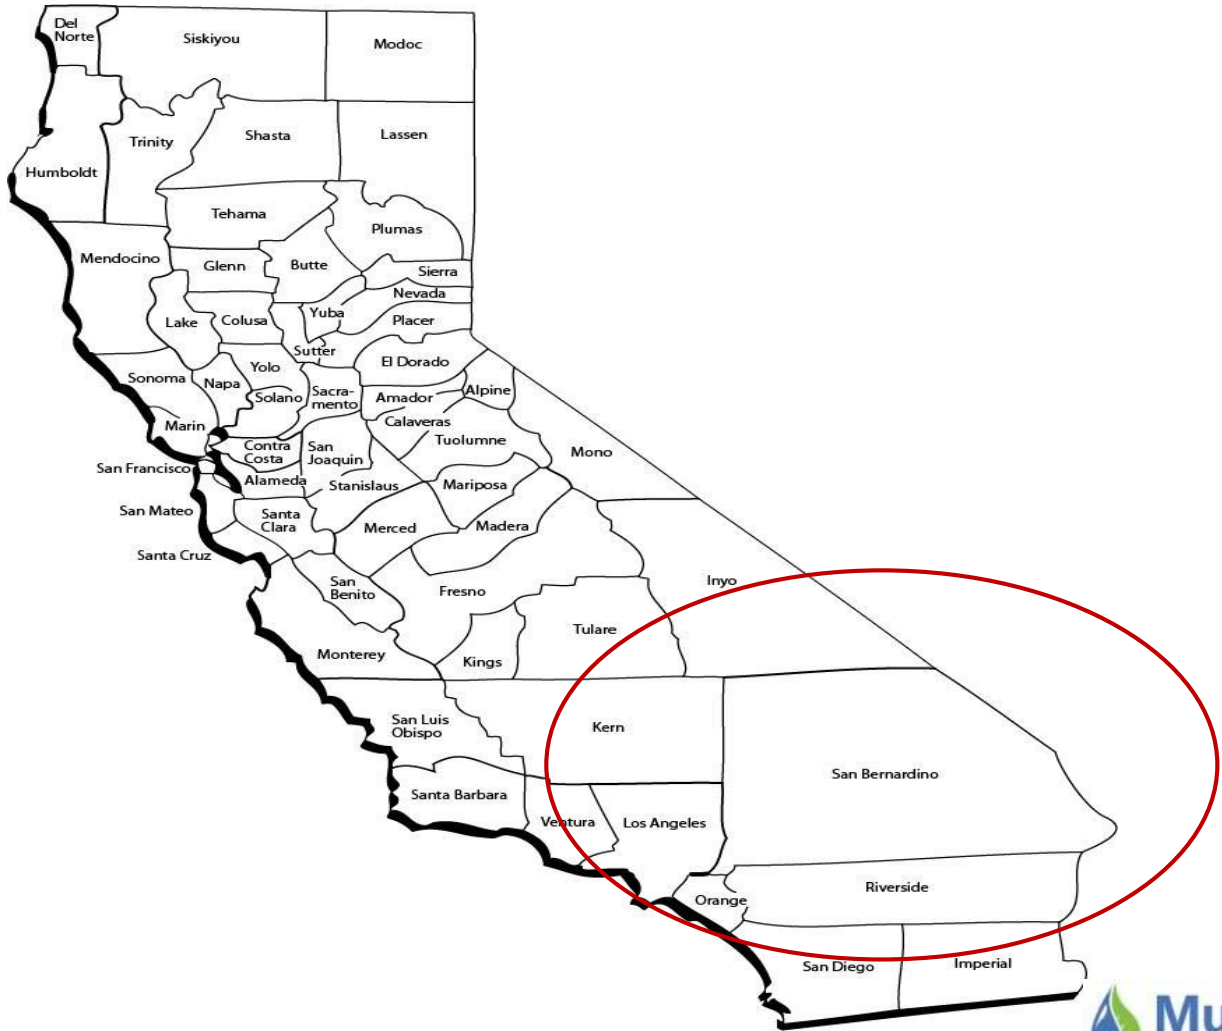 Del
Norte
Siskiyou
Modoc
Trinity
Shasta
Lassen
Humboldt
Tehama
Plumas
Mendocino
Glenn
Butte
Sierra
Nevada
Lake
Colusa
Yuba
Placer
Sutter
El Dorado
Yolo
Sonoma
Napa
Solano
Sacra-
mento
Amador
Alpine
Marin
Calaveras
Contra
Costa
San
Joaquin
Tuolumne
Mono
San Francisco
Alameda
Stanislaus
Mariposa
San Mateo
Santa
Clara
Merced
Madera
Santa Cruz
San
Benito
Fresno
Inyo
Tulare
Monterey
Kings
San Luis
Obispo
Kern
San Bernardino
Santa Barbara
Ventura
Los Angeles
Riverside
Orange
San Diego
Imperial
Mu